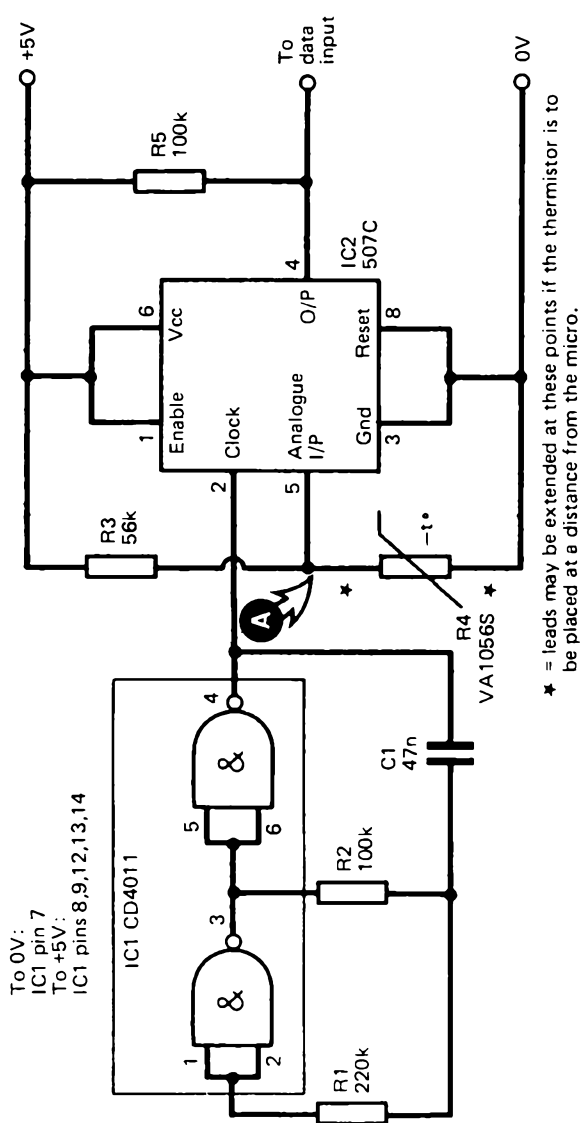 To 0V:
IC1 pin 7
To +5V:
IC1 pins 8,9,12,13,14
IC1 CD4011
1
2
&
3
5
6
&
4
R1
220k
R2
100k
C1
47n
A
R3
56k
R4
VA1056S
-t°
*
*
1
Enable
6
Vcc
2
Clock
5
Analogue
I/P
3
Gnd
8
Reset
4
O/P
IC2
507C
R5
100k
+5V
To
data
input
0V
* = leads may be extended at these points if the thermistor is to
be placed at a distance from the micro.